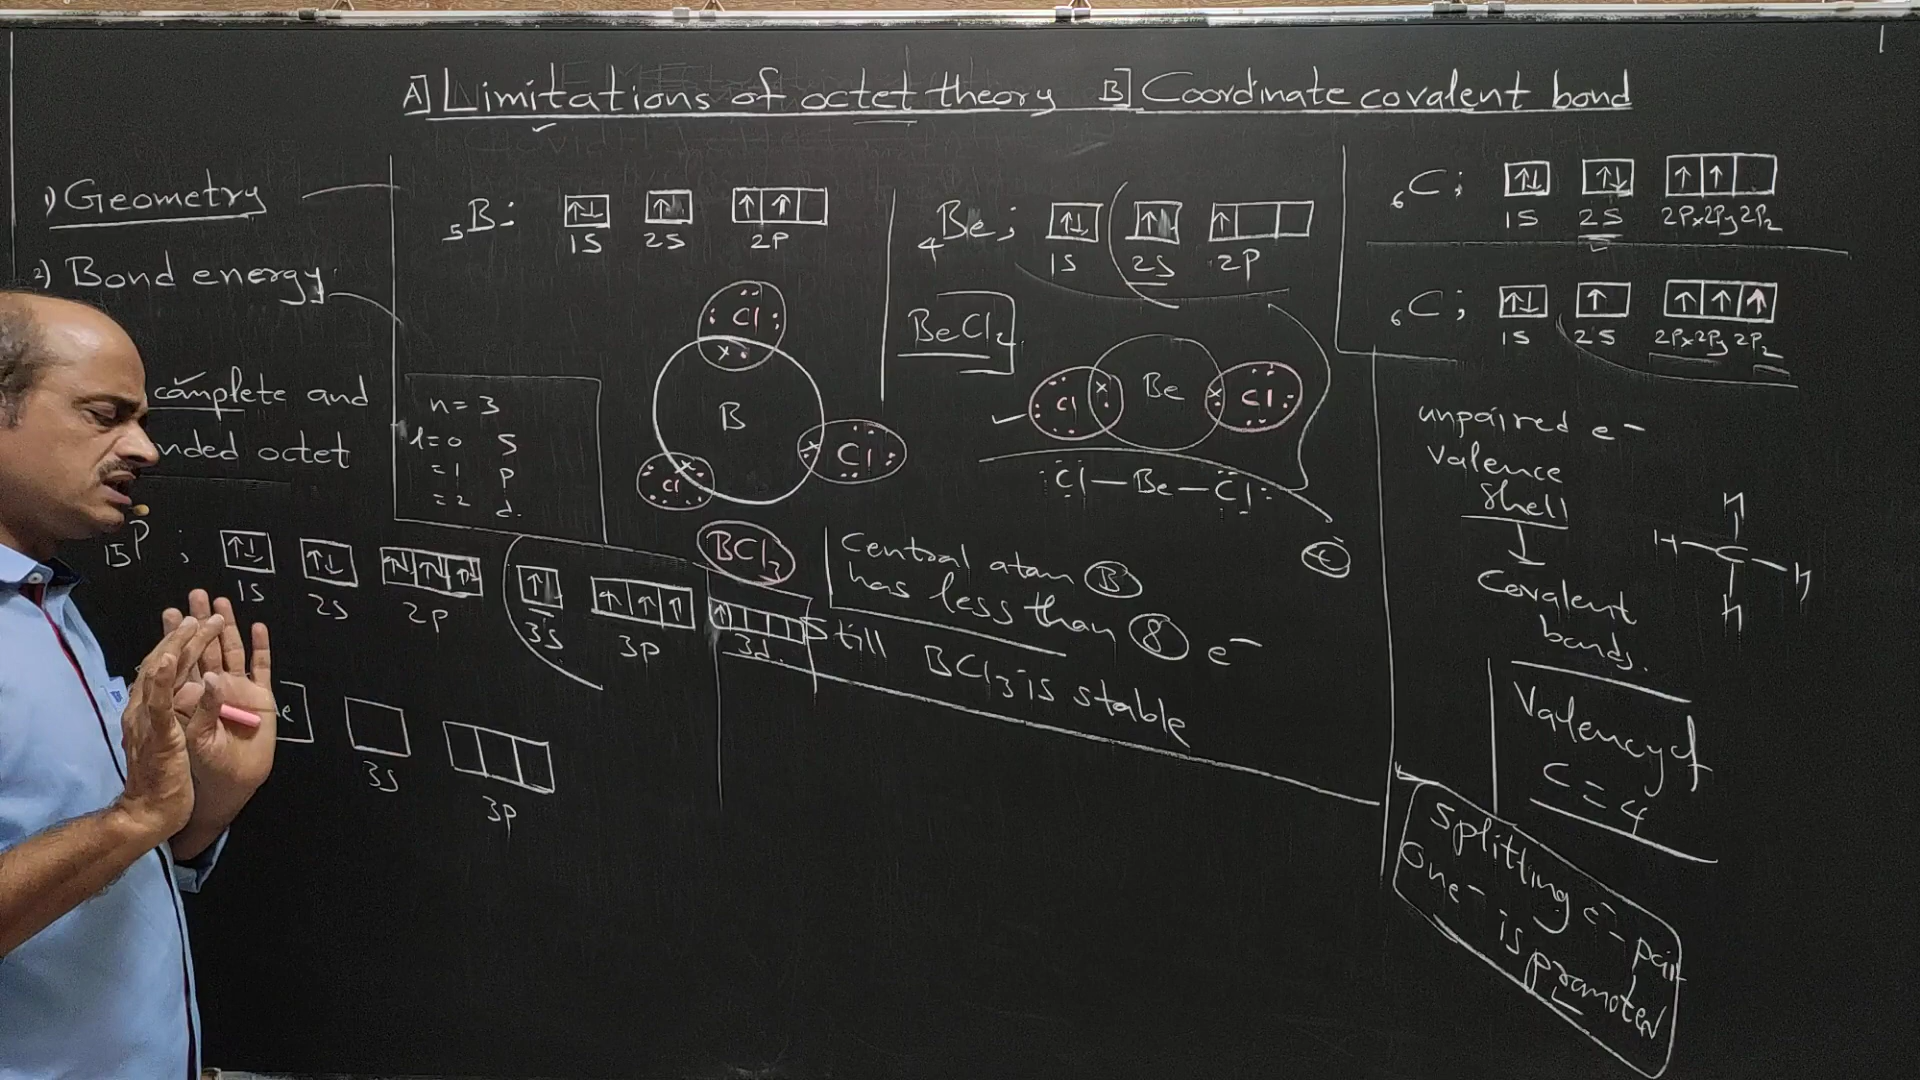 A] Limitations of octet theory B] Coordinate covalent bond
1) Geometry
2) Bond energy
complete and
nded octet
5B: ↑↓ ↑ ↑ ↑
1S 2S 2P
n = 3
l = 0 S
= 1 p
= 2 d.
Cl
x
B
Cl
Cl
BCl3
4Be; ↑↓ ↑ ↑
1S 2S 2P
BeCl2
Cl x Be x Cl
Cl — Be — Cl
4
Central atom B
has less than 8 e-
Still BCl3 is stable
15P ; ↑↓ ↑↓ ↑↓ ↑↓ ↑↓ ↑ ↑ ↑ ↑ ↑
1S 2S 2P 3S 3P 3d
e
3S 3P
6C; ↑↓ ↑↓ ↑ ↑
1S 2S 2Px 2Py 2Pz
6C; ↑↓ ↑ ↑ ↑ ↑
1S 2S 2Px 2Py 2Pz
unpaired e-
Valence
Shell
↓
Covalent
bonds.
H
H C H
H
Valency of
C = 4
Splitting e- pair
One- is promoted